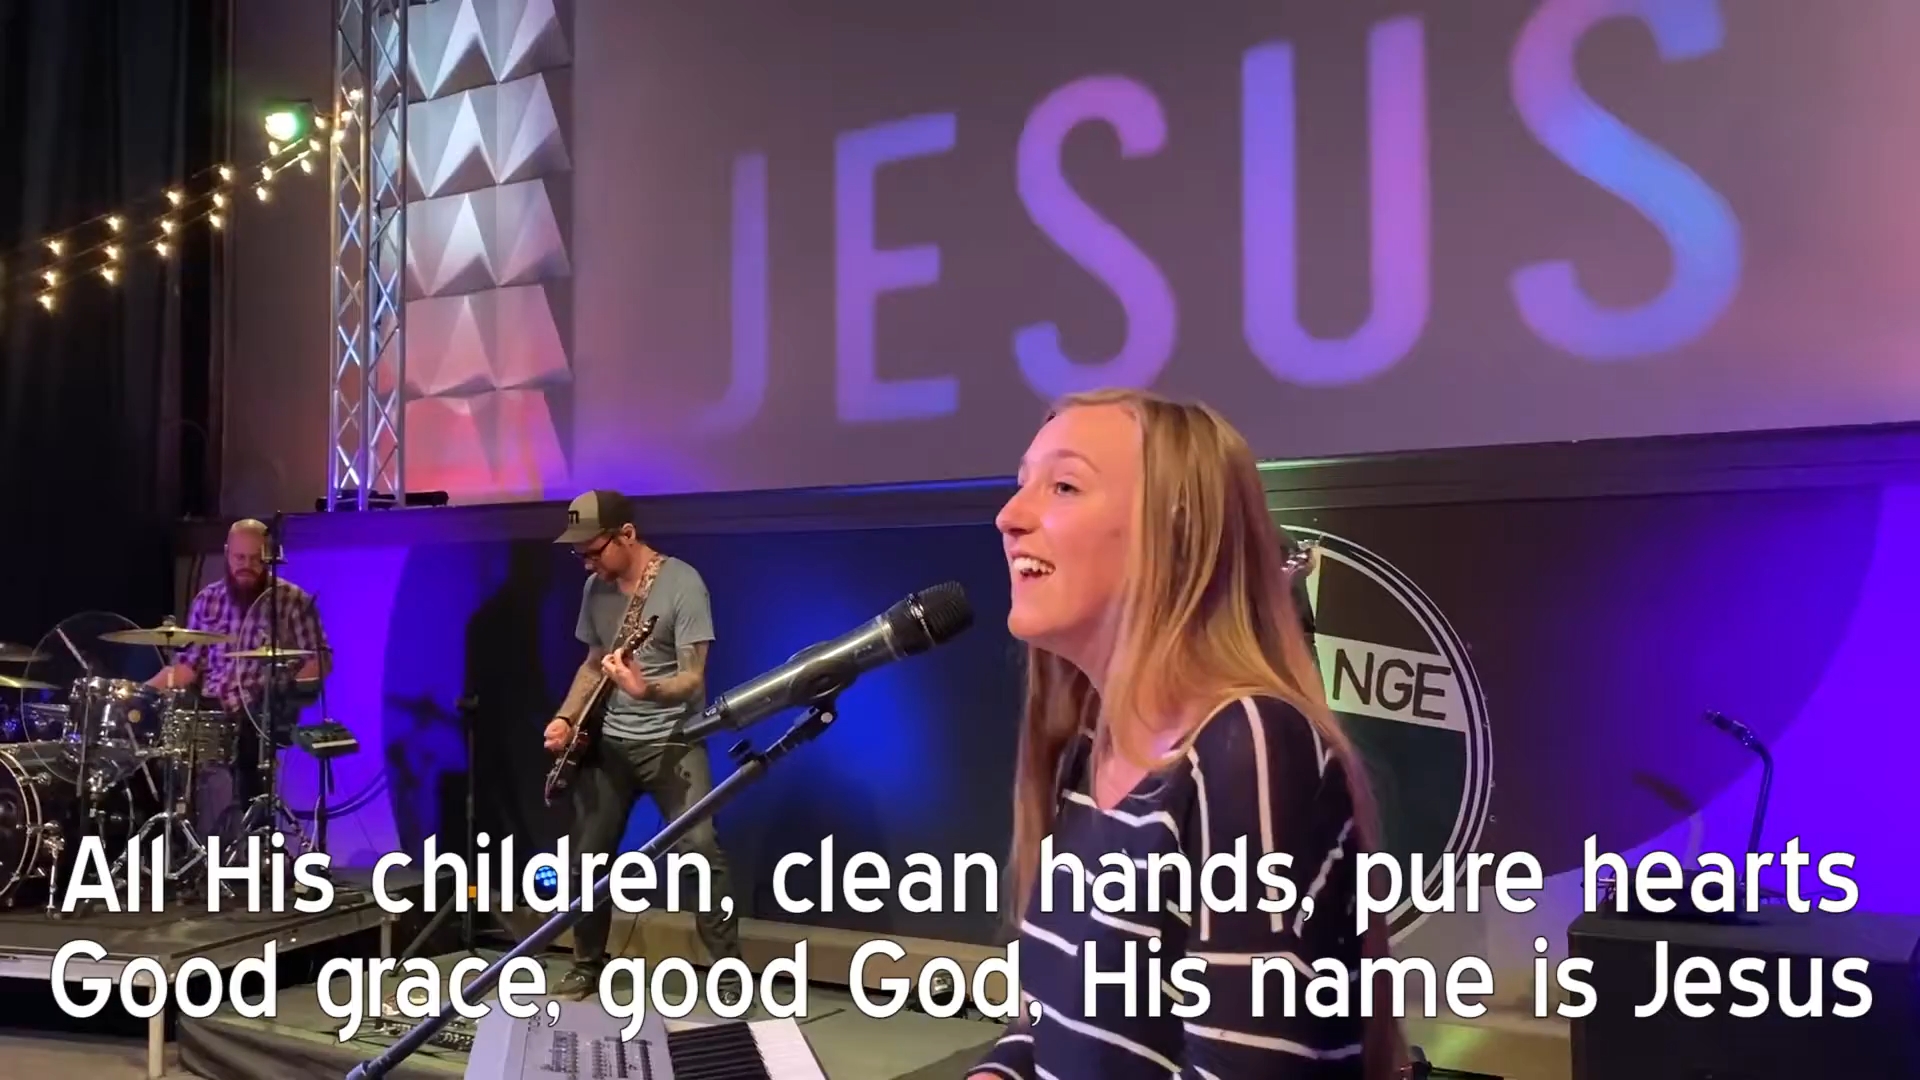 JESUS
m
NGE
All His children, clean hands, pure hearts
Good grace, good God, His name is Jesus